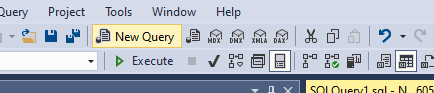 Query Project Tools Window Help
New Query MDX DMX XMLA DAX
Execute
SQLQuery1.sql - N 605